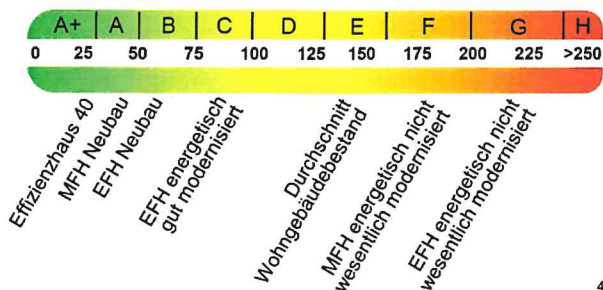 A+ A B C D E F G H
0 25 50 75 100 125 150 175 200 225 >250
Effizienzhaus 40
MFH Neubau
EFH Neubau
EFH energetisch
gut modernisiert
Durchschnitt
Wohngebäudebestand
MFH energetisch nicht
wesentlich modernisiert
EFH energetisch nicht
wesentlich modernisiert
4